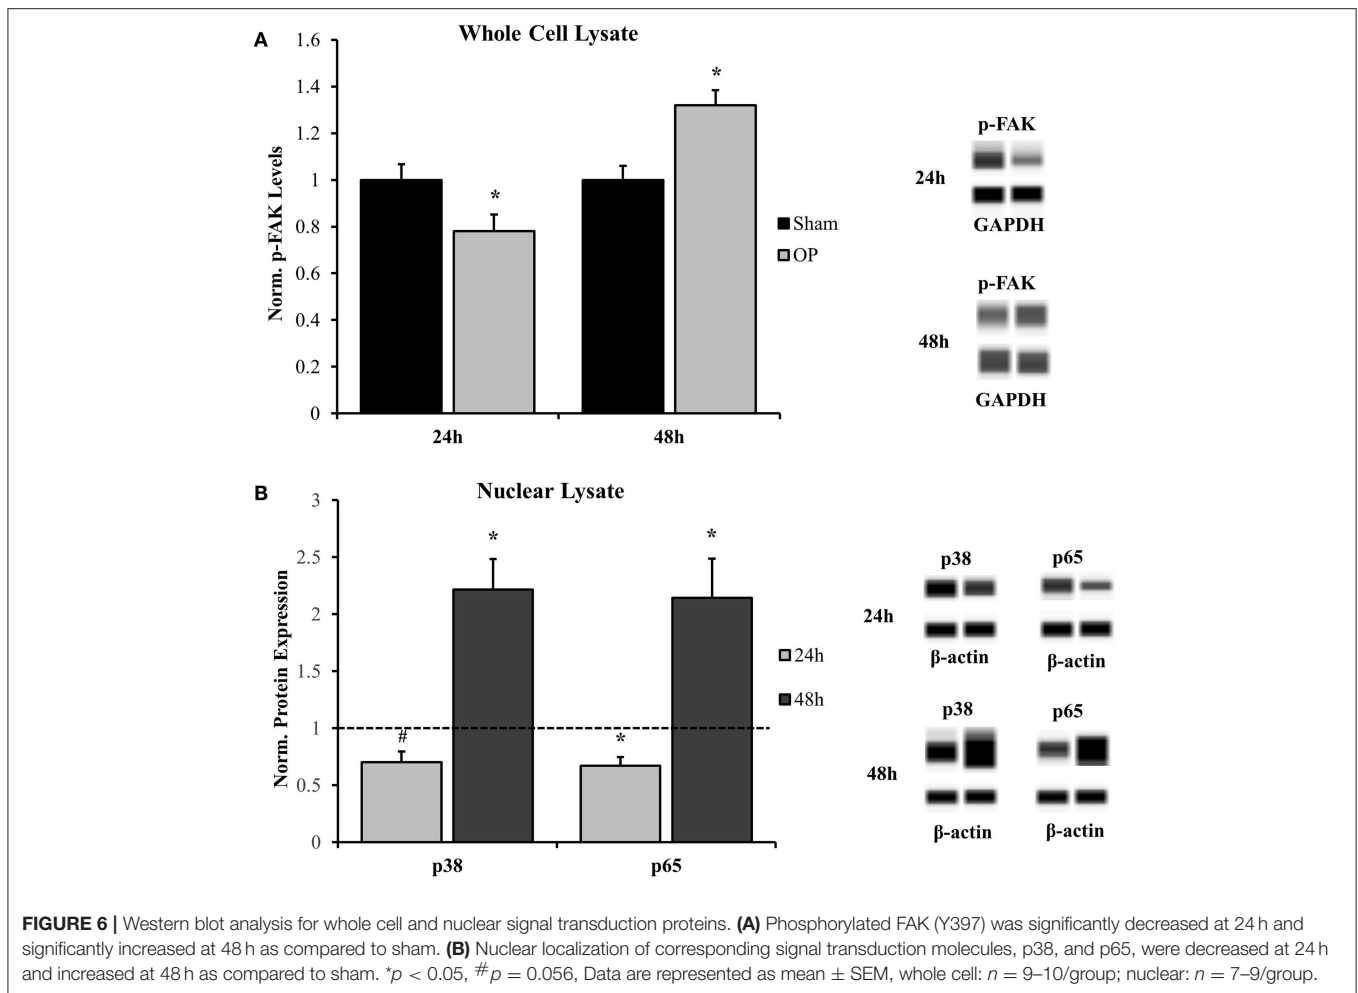 A
Whole Cell Lysate
1.6
1.4
1.2
1
0.8
0.6
0.4
0.2
0
Norm. p-FAK Levels
*
*
24h
48h
Sham
OP
p-FAK
24h
GAPDH
p-FAK
48h
GAPDH
B
Nuclear Lysate
3
2.5
2
1.5
1
0.5
0
Norm. Protein Expression
#
*
*
*
p38
p65
24h
48h
p38 p65
24h
β-actin β-actin
p38 p65
48h
β-actin β-actin
FIGURE 6 | Western blot analysis for whole cell and nuclear signal transduction proteins. (A) Phosphorylated FAK (Y397) was significantly decreased at 24 h and
significantly increased at 48 h as compared to sham. (B) Nuclear localization of corresponding signal transduction molecules, p38, and p65, were decreased at 24 h
and increased at 48 h as compared to sham. *p < 0.05, #p = 0.056, Data are represented as mean ± SEM, whole cell: n = 9–10/group; nuclear: n = 7–9/group.